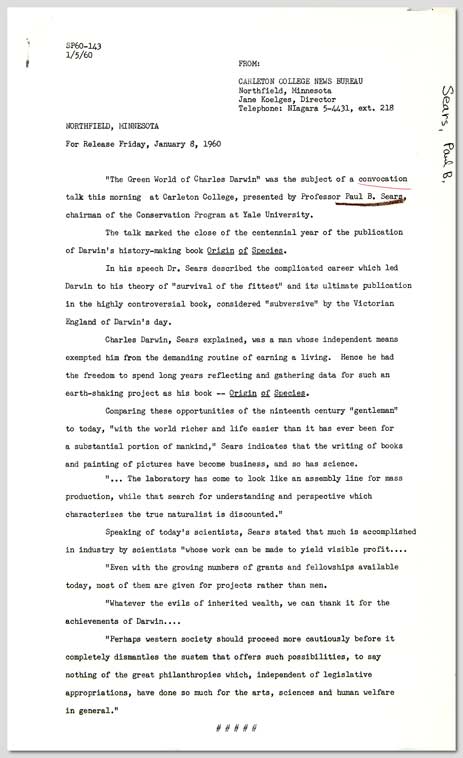 SP60-143
1/5/60
FROM:
CARLETON COLLEGE NEWS BUREAU
Northfield, Minnesota
Jane Koelges, Director
Telephone: NIagara 5-4431, ext. 218
NORTHFIELD, MINNESOTA
For Release Friday, January 8, 1960
Sears, Paul B.
"The Green World of Charles Darwin" was the subject of a convocation
talk this morning at Carleton College, presented by Professor Paul B. Sears,
chairman of the Conservation Program at Yale University.
The talk marked the close of the centennial year of the publication
of Darwin's history-making book Origin of Species.
In his speech Dr. Sears described the complicated career which led
Darwin to his theory of "survival of the fittest" and its ultimate publication
in the highly controversial book, considered "subversive" by the Victorian
England of Darwin's day.
Charles Darwin, Sears explained, was a man whose independent means
exempted him from the demanding routine of earning a living. Hence he had
the freedom to spend long years reflecting and gathering data for such an
earth-shaking project as his book -- Origin of Species.
Comparing these opportunities of the ninteenth century "gentleman"
to today, "with the world richer and life easier than it has ever been for
a substantial portion of mankind," Sears indicates that the writing of books
and painting of pictures have become business, and so has science.
"... The laboratory has come to look like an assembly line for mass
production, while that search for understanding and perspective which
characterizes the true naturalist is discounted."
Speaking of today's scientists, Sears stated that much is accomplished
in industry by scientists "whose work can be made to yield visible profit....
"Even with the growing numbers of grants and fellowships available
today, most of them are given for projects rather than men.
"Whatever the evils of inherited wealth, we can thank it for the
achievements of Darwin....
"Perhaps western society should proceed more cautiously before it
completely dismantles the sustem that offers such possibilities, to say
nothing of the great philanthropies which, independent of legislative
appropriations, have done so much for the arts, sciences and human welfare
in general."
# # # # #